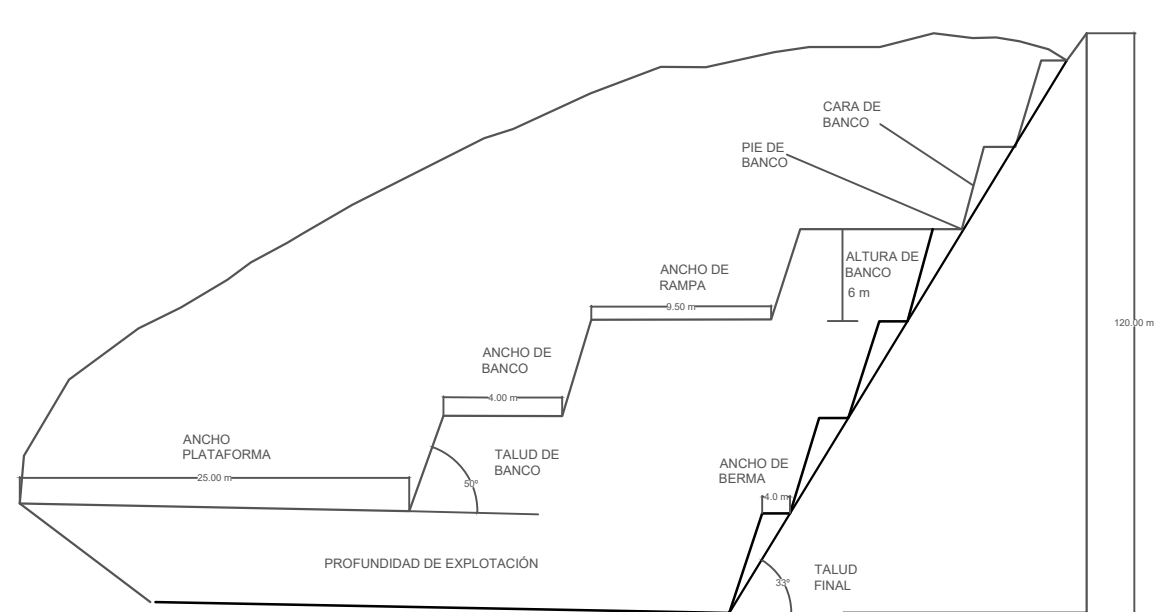 CARA DE
BANCO
PIE DE
BANCO
ALTURA DE
BANCO
6 m
ANCHO DE
RAMPA
9.50 m
120.00 m
ANCHO DE
BANCO
4.00 m
ANCHO
PLATAFORMA
25.00 m
TALUD DE
BANCO
50º
ANCHO DE
BERMA
4.0 m
PROFUNDIDAD DE EXPLOTACIÓN
TALUD
FINAL
33º